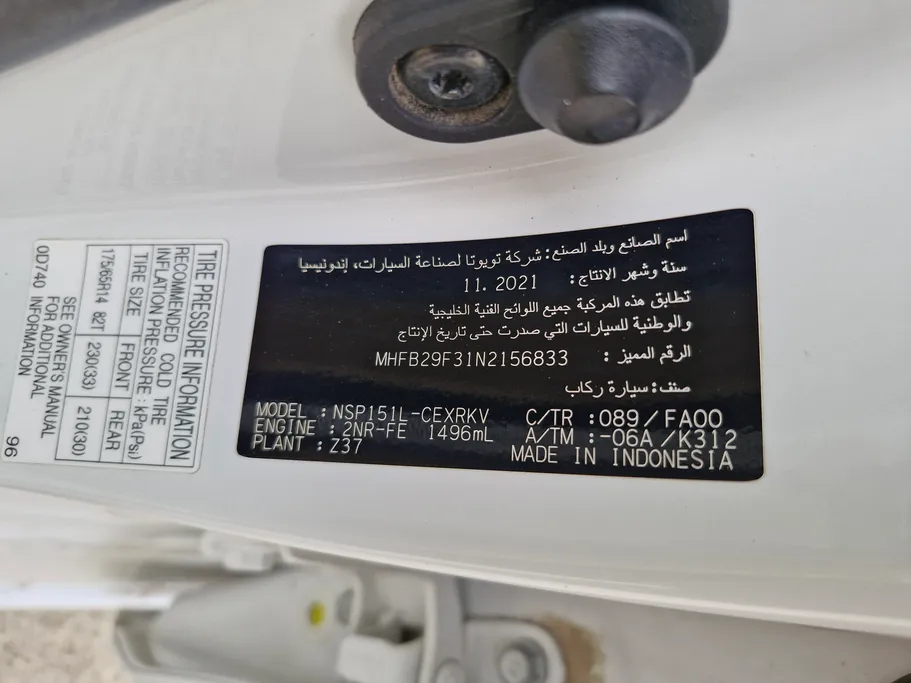 اسم الصانع وبلد الصنع: شركة تويوتا لصناعة السيارات، إندونيسيا
سنة وشهر الانتاج: 11. 2021
تطابق هذه المركبة جميع اللوائح الفنية الخليجية
والوطنية للسيارات التي صدرت حتى تاريخ الإنتاج
الرقم المميز : MHFB29F31N2156833
صنف: سيارة ركاب
MODEL : NSP151L-CEXRKV C/TR :089/FA00
ENGINE : 2NR-FE 1496mL A/TM :-06A/K312
PLANT : Z37 MADE IN INDONESIA
TIRE PRESSURE INFORMATION
RECOMMENDED COLD TIRE
INFLATION PRESSURE : kPa(Psi)
TIRE SIZE FRONT REAR
175/65R14 82T 230(33) 210(30)
SEE OWNER'S MANUAL
FOR ADDITIONAL
INFORMATION
0D740 96